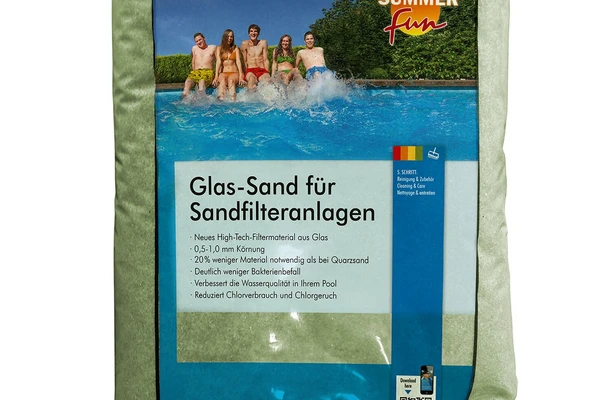 SUMMER
fun
Glas-Sand für
Sandfilteranlagen
· Neues High-Tech-Filtermaterial aus Glas
· 0,5-1,0 mm Körnung
· 20% weniger Material notwendig als bei Quarzsand
· Deutlich weniger Bakterienbefall
· Verbessert die Wasserqualität in Ihrem Pool
· Reduziert Chlorverbrauch und Chlorgeruch
5. SCHRITT:
Reinigung & Zubehör
Cleaning & Care
Nettoyage & entretien
Download
here